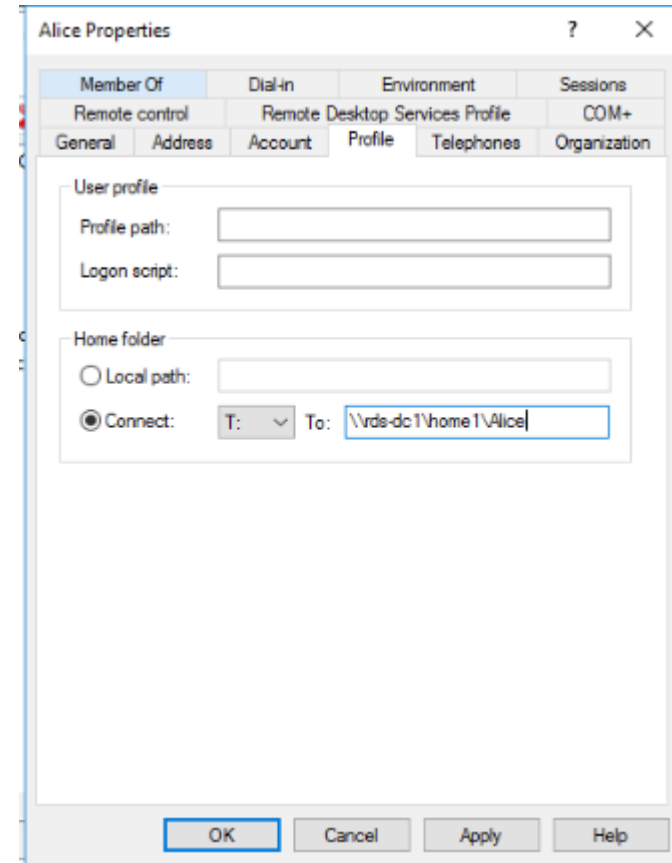 Alice Properties ? X
Member Of Dial-in Environment Sessions
Remote control Remote Desktop Services Profile COM+
General Address Account Profile Telephones Organization
User profile
Profile path:
Logon script:
Home folder
Local path:
Connect: T: To: \\rds-dc1\home1\Alice
OK Cancel Apply Help